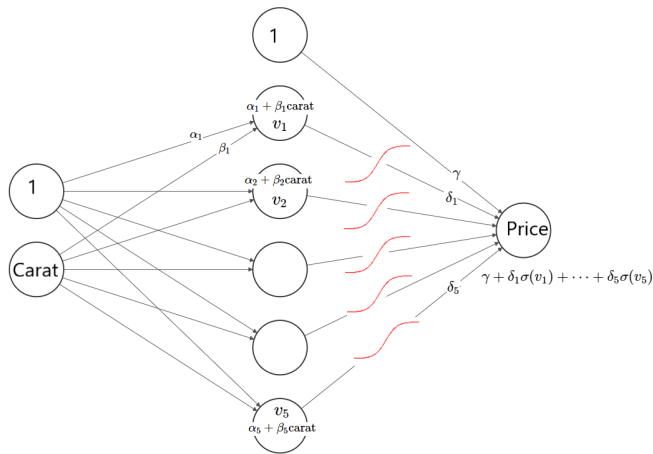 1
α₁ + β₁carat
v₁
α₁
β₁
γ
1
α₂ + β₂carat
v₂
δ₁
Price
Carat
γ + δ₁σ(v₁) + · · · + δ₅σ(v₅)
δ₅
v₅
α₅ + β₅carat